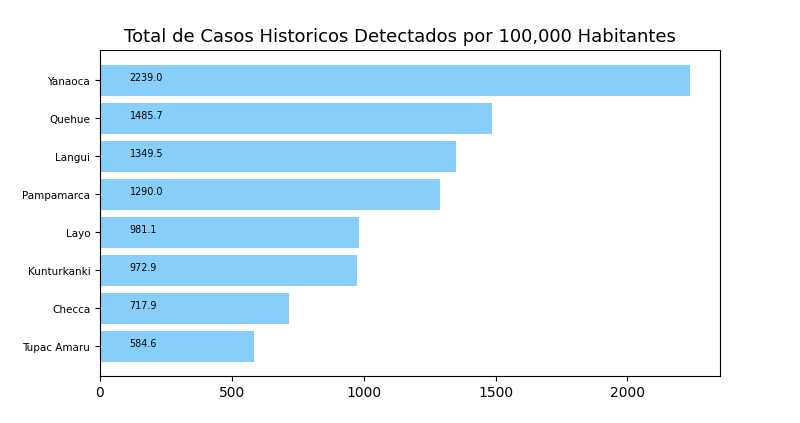 Total de Casos Historicos Detectados por 100,000 Habitantes
Yanaoca 2239.0
Quehue 1485.7
Langui 1349.5
Pampamarca 1290.0
Layo 981.1
Kunturkanki 972.9
Checca 717.9
Tupac Amaru 584.6
0 500 1000 1500 2000